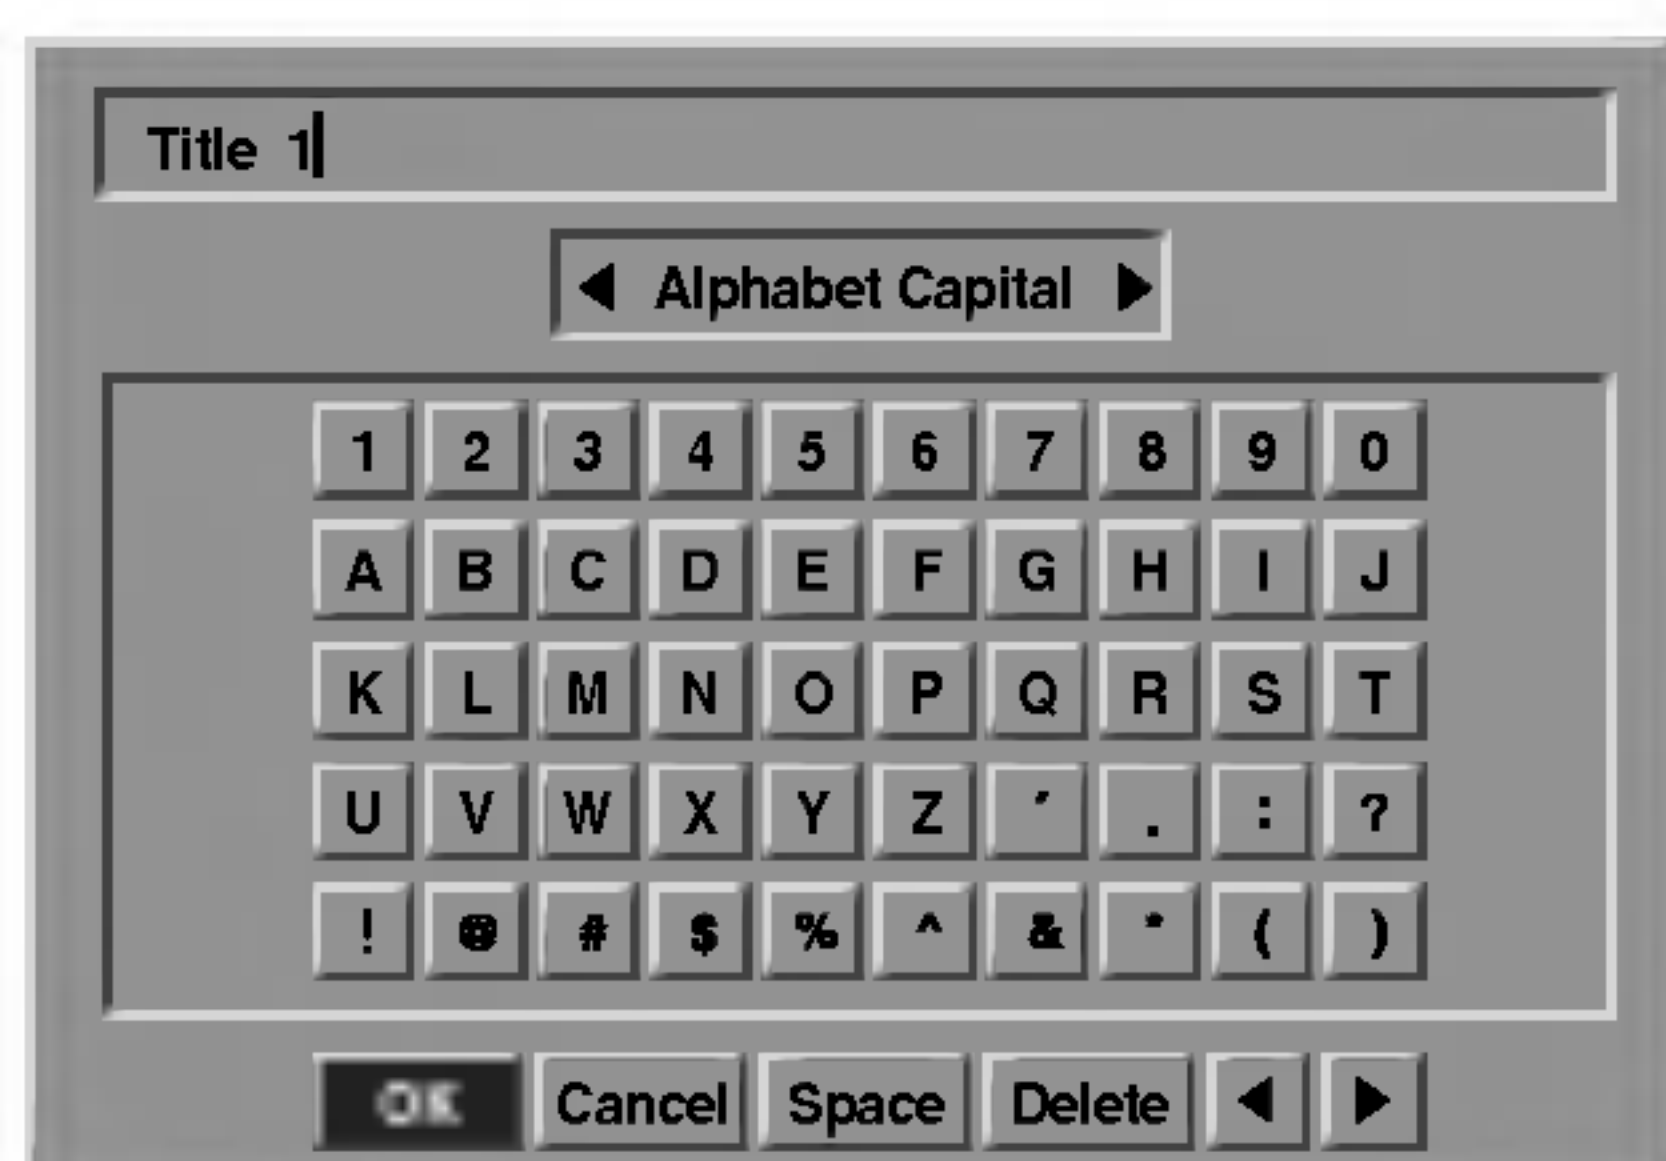 Title 1
◀ Alphabet Capital ▶
1 2 3 4 5 6 7 8 9 0
A B C D E F G H I J
K L M N O P Q R S T
U V W X Y Z ´ . : ?
! @ # $ % ^ & * ( )
OK Cancel Space Delete ◀ ▶